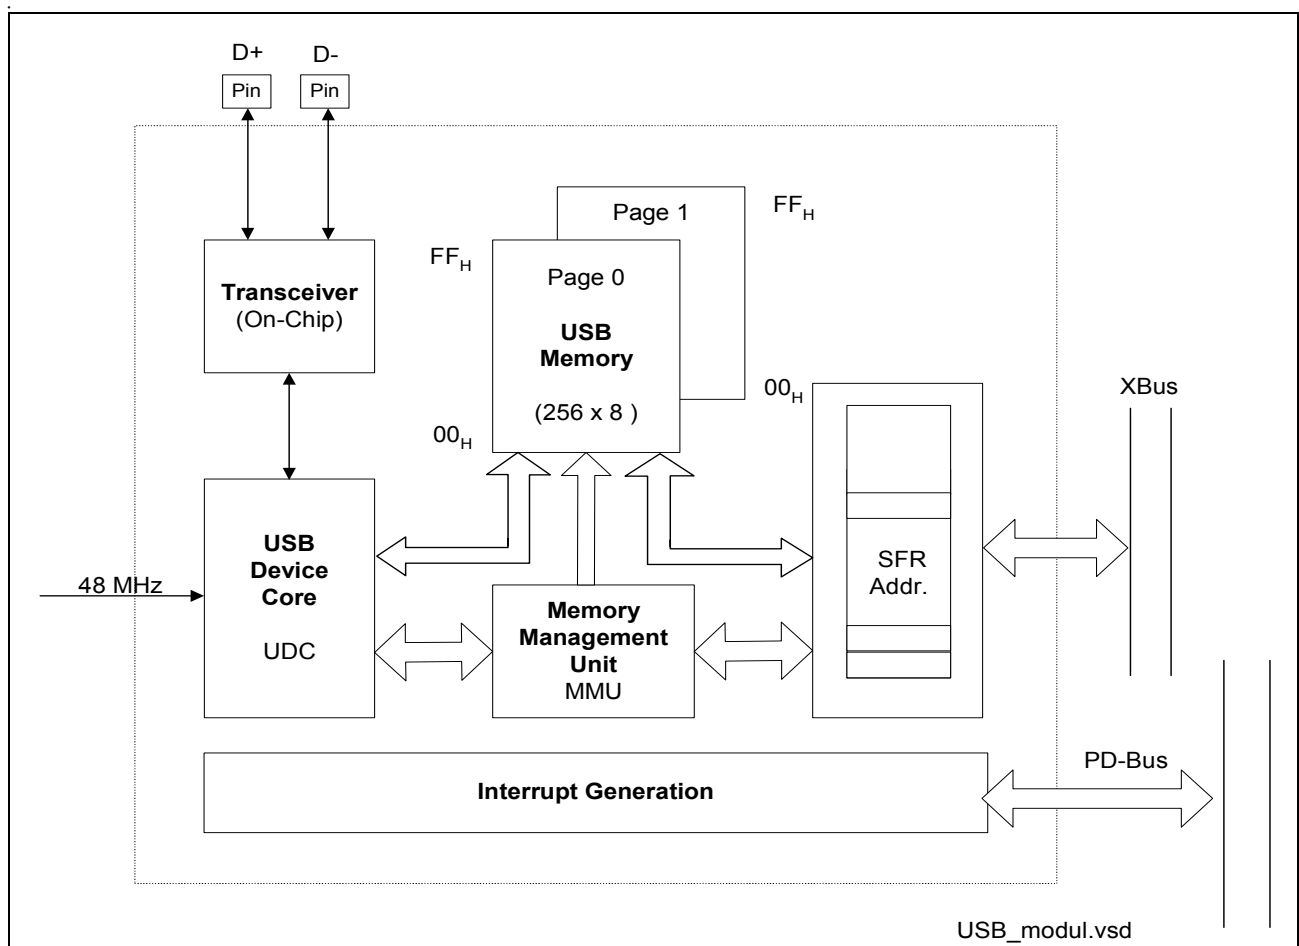 D+ D-
Pin Pin
Page 1 FFH
FFH
Page 0
Transceiver
(On-Chip)
USB
Memory
(256 x 8 )
00H
00H
XBus
USB
Device
Core
UDC
48 MHz
SFR
Addr.
Memory
Management
Unit
MMU
PD-Bus
Interrupt Generation
USB_modul.vsd